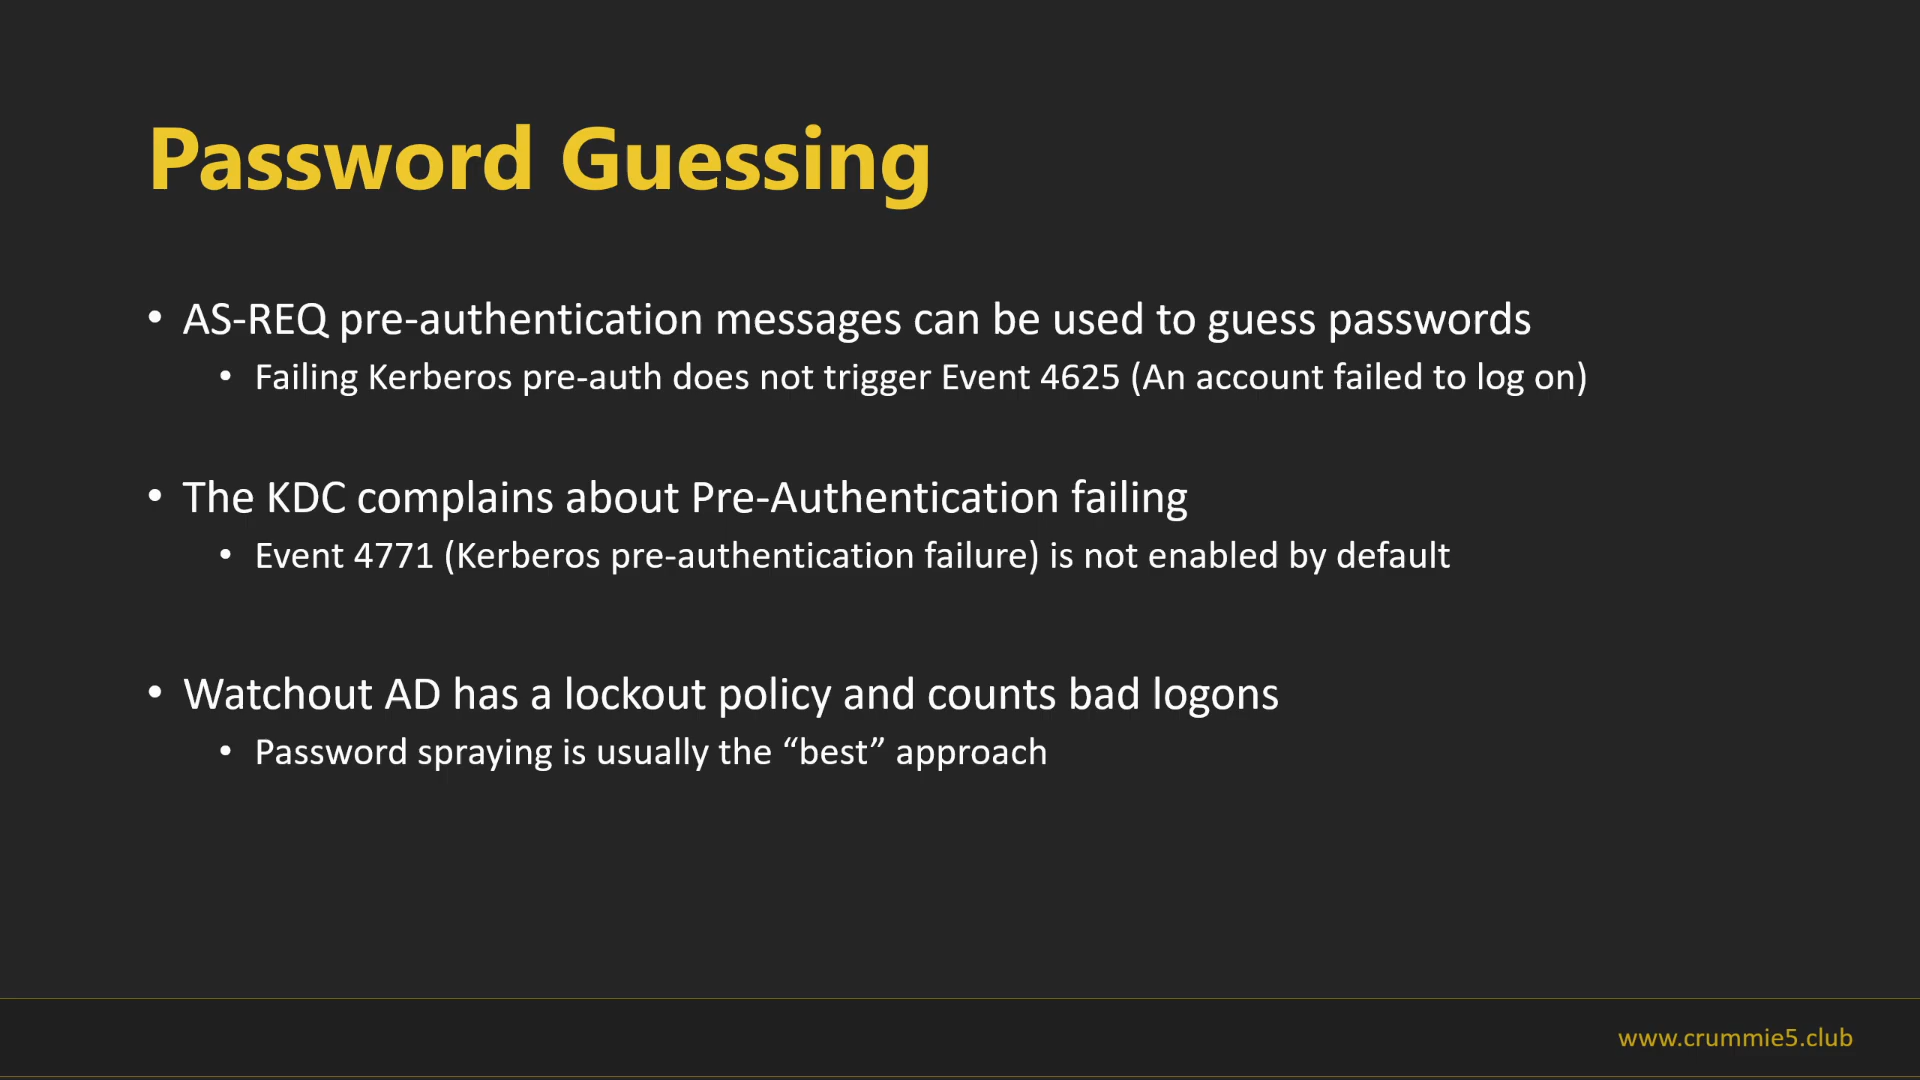 Password Guessing
• AS-REQ pre-authentication messages can be used to guess passwords
• Failing Kerberos pre-auth does not trigger Event 4625 (An account failed to log on)
• The KDC complains about Pre-Authentication failing
• Event 4771 (Kerberos pre-authentication failure) is not enabled by default
• Watchout AD has a lockout policy and counts bad logons
• Password spraying is usually the “best” approach
www.crummie5.club